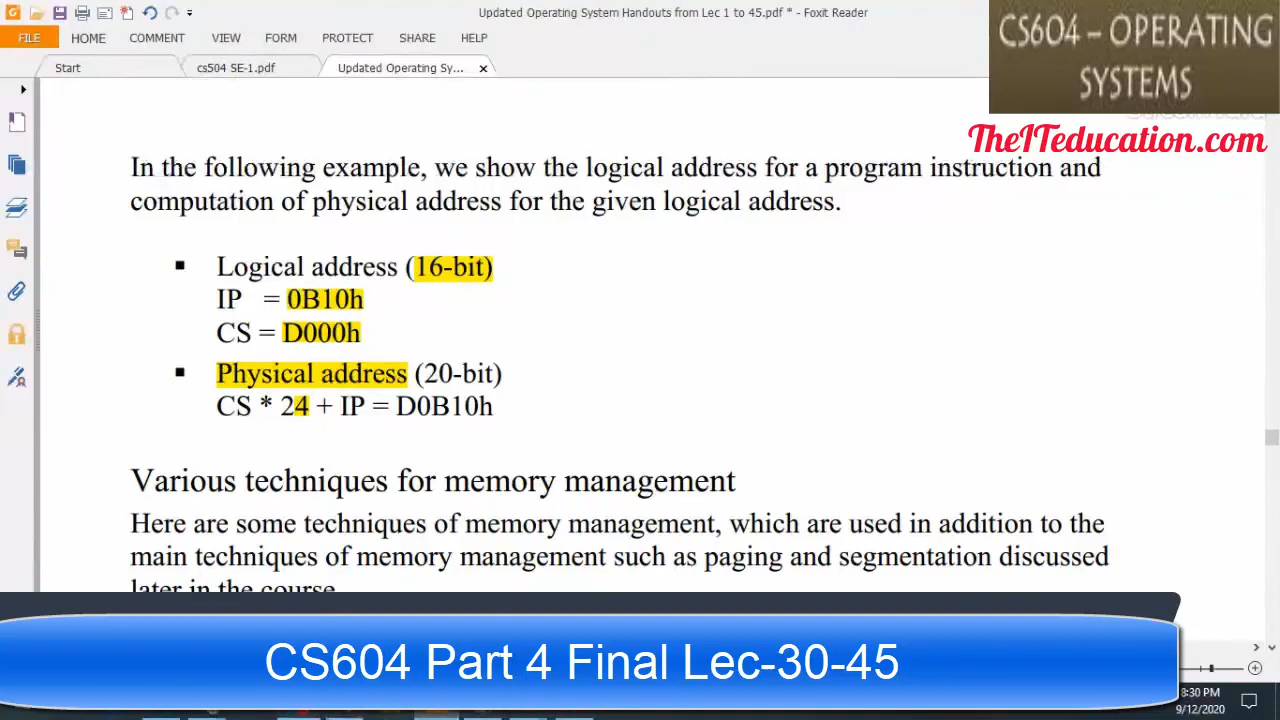 Updated Operating System Handouts from Lec 1 to 45.pdf * - Foxit Reader
FILE HOME COMMENT VIEW FORM PROTECT SHARE HELP
Start cs504 SE-1.pdf Updated Operating Sy...
CS604 – OPERATING
SYSTEMS
TheITeducation.com
In the following example, we show the logical address for a program instruction and
computation of physical address for the given logical address.
▪ Logical address (16-bit)
IP = 0B10h
CS = D000h
▪ Physical address (20-bit)
CS * 24 + IP = D0B10h
Various techniques for memory management
Here are some techniques of memory management, which are used in addition to the
main techniques of memory management such as paging and segmentation discussed
later in the course.
CS604 Part 4 Final Lec-30-45
8:30 PM
9/12/2020